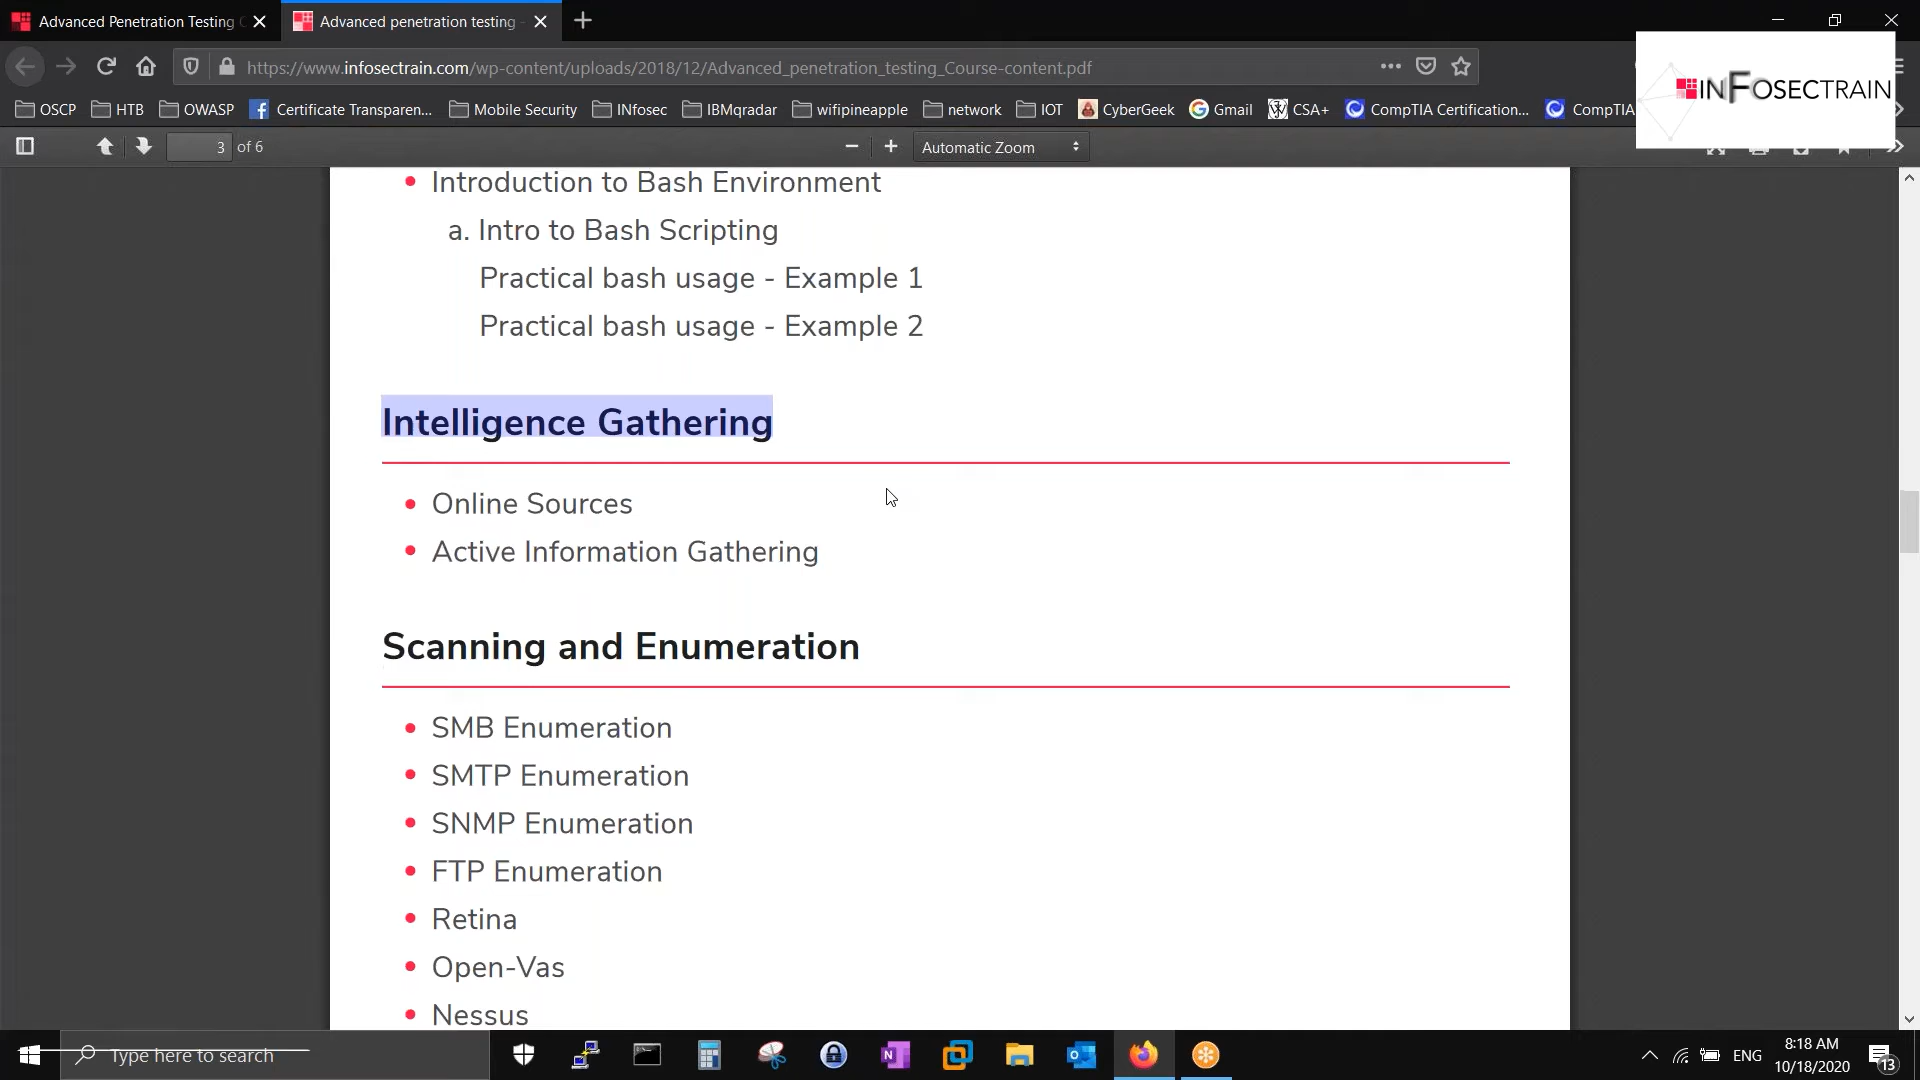 Advanced Penetration Testing C
Advanced penetration testing -
https://www.infosectrain.com/wp-content/uploads/2018/12/Advanced_penetration_testing_Course-content.pdf
INFOSECTRAIN
OSCP
HTB
OWASP
Certificate Transparen...
Mobile Security
INfosec
IBMqradar
wifipineapple
network
IOT
CyberGeek
Gmail
CSA+
CompTIA Certification...
CompTIA
3 of 6
Automatic Zoom
Introduction to Bash Environment
a. Intro to Bash Scripting
Practical bash usage - Example 1
Practical bash usage - Example 2
Intelligence Gathering
Online Sources
Active Information Gathering
Scanning and Enumeration
SMB Enumeration
SMTP Enumeration
SNMP Enumeration
FTP Enumeration
Retina
Open-Vas
Nessus
Type here to search
ENG
8:18 AM
10/18/2020
13